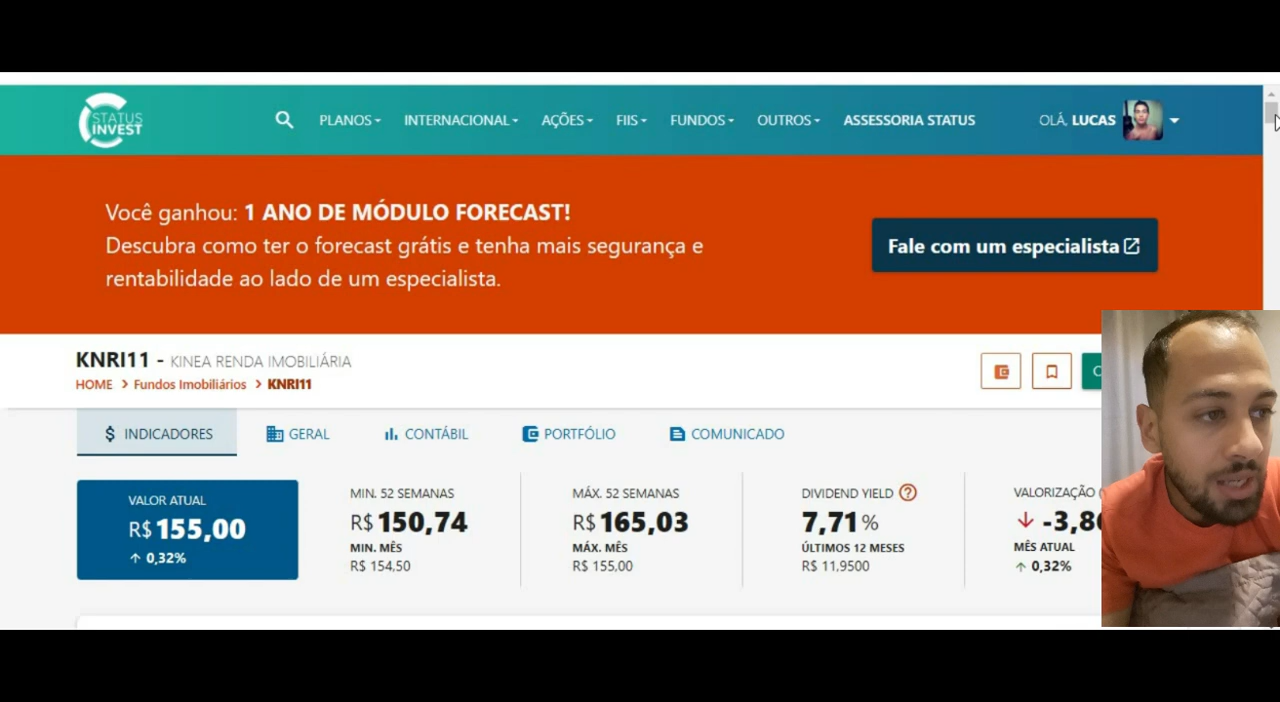 STATUS
INVEST
PLANOS
INTERNACIONAL
AÇÕES
FIIS
FUNDOS
OUTROS
ASSESSORIA STATUS
OLÁ, LUCAS
Você ganhou: 1 ANO DE MÓDULO FORECAST!
Descubra como ter o forecast grátis e tenha mais segurança e
rentabilidade ao lado de um especialista.
Fale com um especialista
KNRI11 - KINEA RENDA IMOBILIÁRIA
HOME > Fundos Imobiliários > KNRI11
$ INDICADORES
GERAL
CONTÁBIL
PORTFÓLIO
COMUNICADO
VALOR ATUAL
R$ 155,00
↑ 0,32%
MIN. 52 SEMANAS
R$ 150,74
MIN. MÊS
R$ 154,50
MÁX. 52 SEMANAS
R$ 165,03
MÁX. MÊS
R$ 155,00
DIVIDEND YIELD ?
7,71 %
ÚLTIMOS 12 MESES
R$ 11,9500
VALORIZAÇÃO
↓ -3,8
MÊS ATUAL
↑ 0,32%